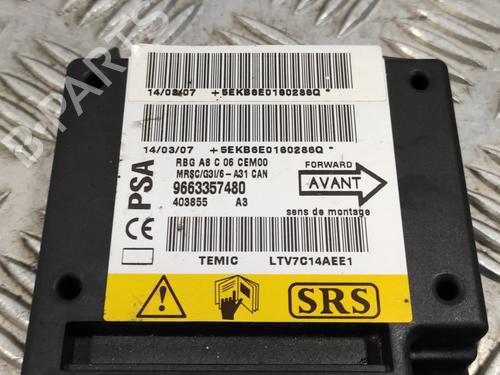 14/03/07 +5EKB6E0160286Q*
14/03/07 +5EKB6E0160286Q*
PSA
CE
RBG A8 C 06 CEM00
MRSC/G3I/6-A31 CAN
9663357480
403855 A3
FORWARD
AVANT
sens de montage
TEMIC LTV7C14AEE1
SRS
B-PARTS